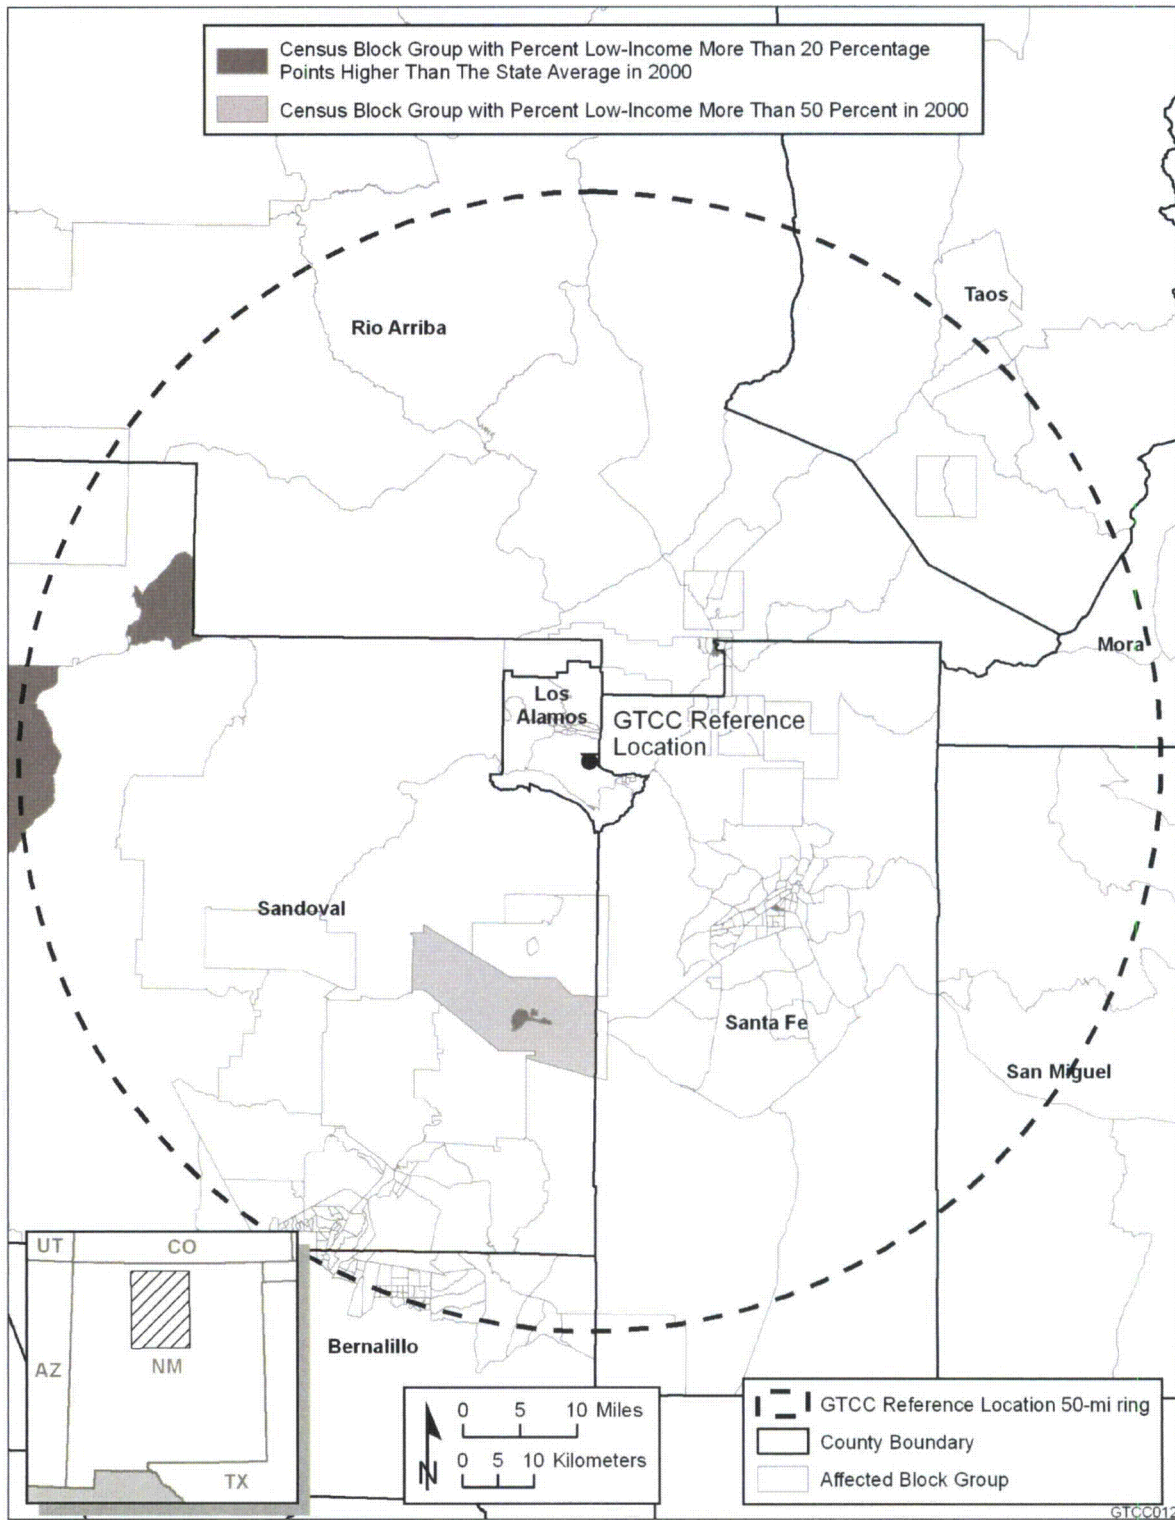 Census Block Group with Percent Low-Income More Than 20 Percentage
Points Higher Than The State Average in 2000
Census Block Group with Percent Low-Income More Than 50 Percent in 2000
Taos
Rio Arriba
Mora
Los
Alamos
GTCC Reference
Location
Sandoval
Santa Fe
San Miguel
UT
CO
AZ
NM
TX
Bernalillo
0 5 10 Miles
0 5 10 Kilometers
N
GTCC Reference Location 50-mi ring
County Boundary
Affected Block Group
GTCC012